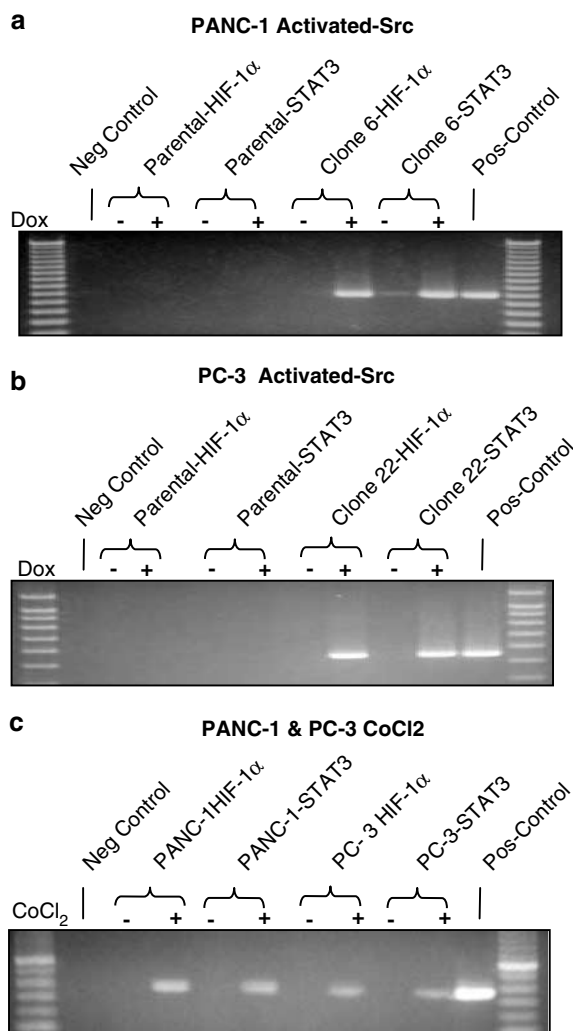 a
PANC-1 Activated-Src
Neg Control
Parental-HIF-1α
Parental-STAT3
Clone 6-HIF-1α
Clone 6-STAT3
Pos-Control
Dox - + - + - + - +
b
PC-3 Activated-Src
Neg Control
Parental-HIF-1α
Parental-STAT3
Clone 22-HIF-1α
Clone 22-STAT3
Pos-Control
Dox - + - + - + - +
c
PANC-1 & PC-3 CoCl2
Neg Control
PANC-1HIF-1α
PANC-1-STAT3
PC- 3 HIF-1α
PC-3-STAT3
Pos-Control
CoCl₂ - + - + - + - +